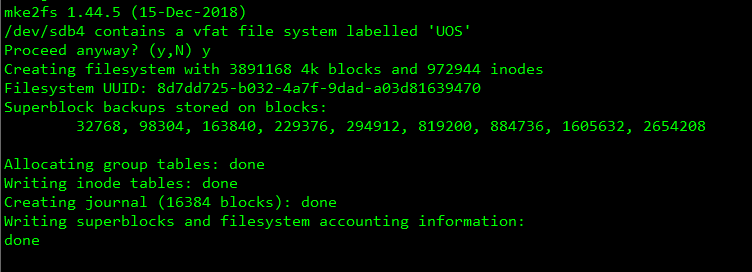 mke2fs 1.44.5 (15-Dec-2018)
/dev/sdb4 contains a vfat file system labelled 'UOS'
Proceed anyway? (y,N) y
Creating filesystem with 3891168 4k blocks and 972944 inodes
Filesystem UUID: 8d7dd725-b032-4a7f-9dad-a03d81639470
Superblock backups stored on blocks:
32768, 98304, 163840, 229376, 294912, 819200, 884736, 1605632, 2654208
Allocating group tables: done
Writing inode tables: done
Creating journal (16384 blocks): done
Writing superblocks and filesystem accounting information:
done